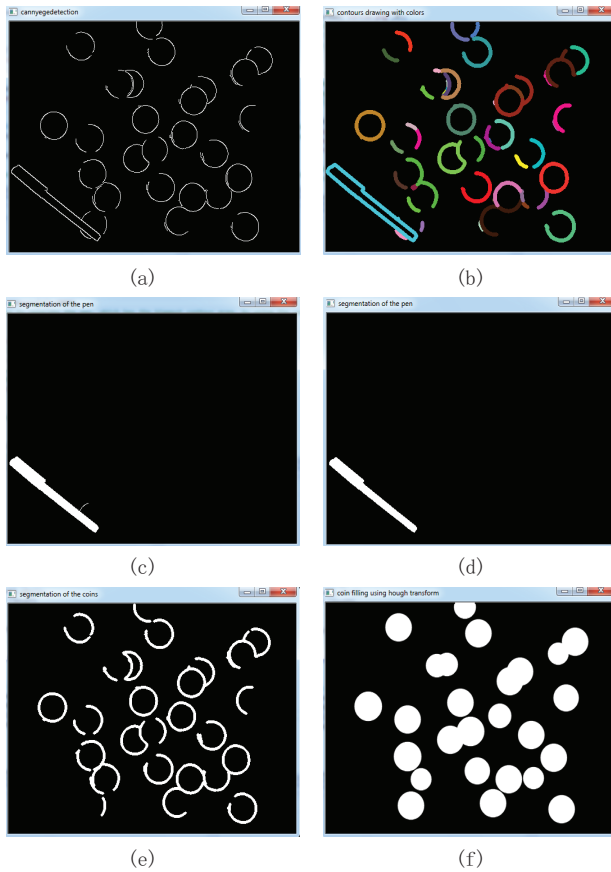 cannyegedetection
contours drawing with colors
(a)
(b)
segmentation of the pen
segmentation of the pen
(c)
(d)
segmentation of the coins
coin filling using hough transform
(e)
(f)